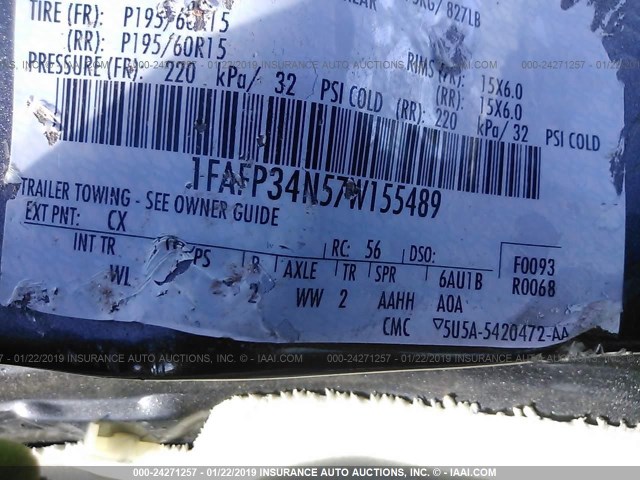 TIRE (FR): P195/60R15
(RR): P195/60R15
PRESSURE (FR) 220 kPa/ 32 PSI COLD
827LB
RIMS (FR): 15X6.0
(RR): 15X6.0
(RR): 220 kPa/ 32 PSI COLD
1FAFP34N57W155489
TRAILER TOWING - SEE OWNER GUIDE
EXT PNT: CX RC: 56 DSO:
INT TR AXLE TR SPR 6AU1B F0093
R0068
WL 2 WW 2 AAHH A0A
CMC ▽5U5A-5420472-AA
000-24271257 - 01/22/2019 INSURANCE AUTO AUCTIONS, INC. - © IAAI.COM